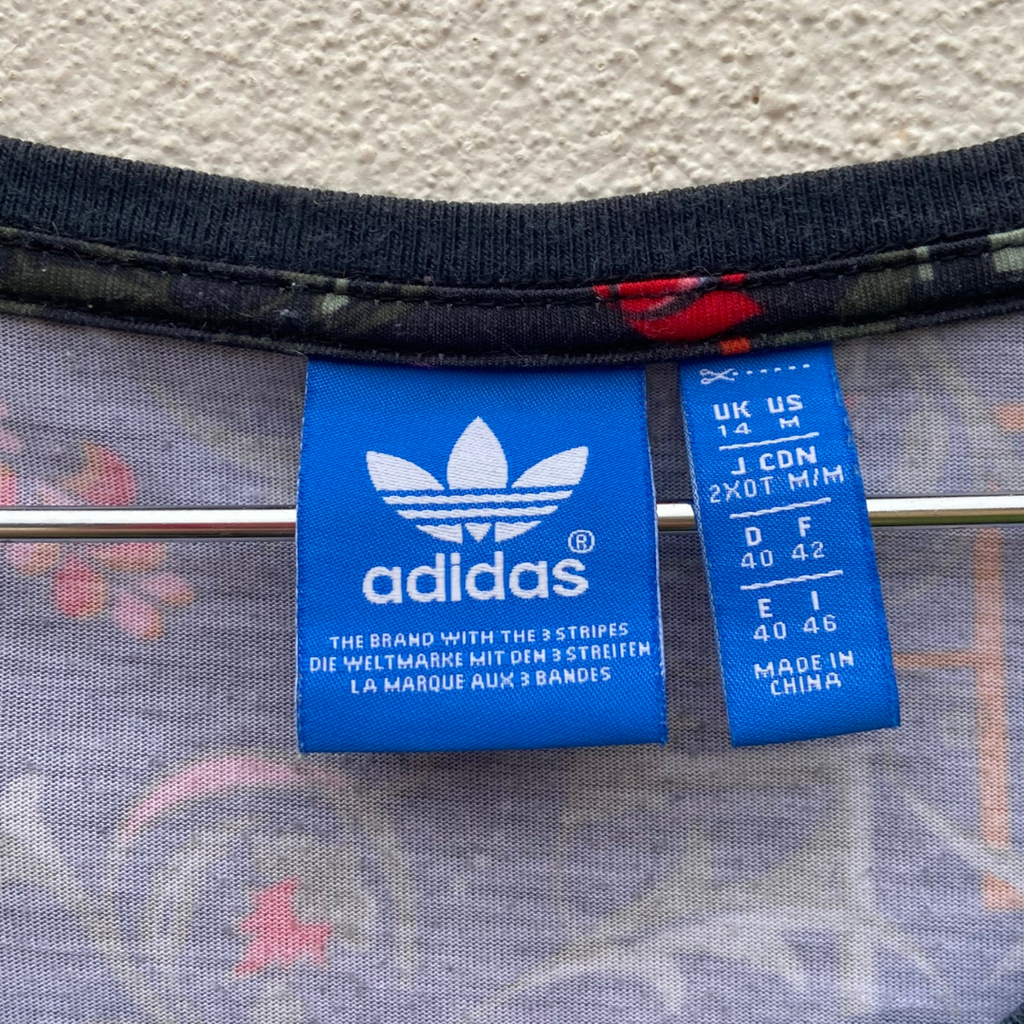 adidas®
THE BRAND WITH THE 3 STRIPES
DIE WELTMARKE MIT DEN 3 STREIFEN
LA MARQUE AUX 3 BANDES
UK US
14 M
J CDN
2XOT M/M
D F
40 42
E I
40 46
MADE IN
CHINA